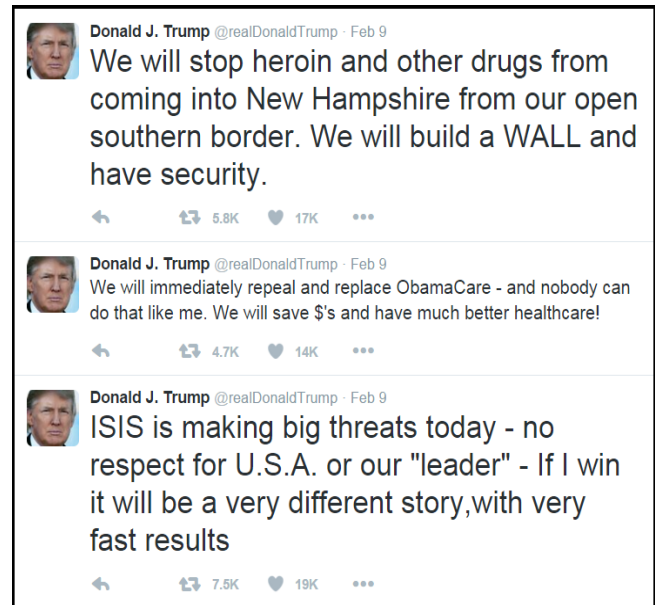 Donald J. Trump @realDonaldTrump · Feb 9
We will stop heroin and other drugs from
coming into New Hampshire from our open
southern border. We will build a WALL and
have security.
5.8K 17K
Donald J. Trump @realDonaldTrump · Feb 9
We will immediately repeal and replace ObamaCare - and nobody can
do that like me. We will save $'s and have much better healthcare!
4.7K 14K
Donald J. Trump @realDonaldTrump · Feb 9
ISIS is making big threats today - no
respect for U.S.A. or our "leader" - If I win
it will be a very different story,with very
fast results
7.5K 19K